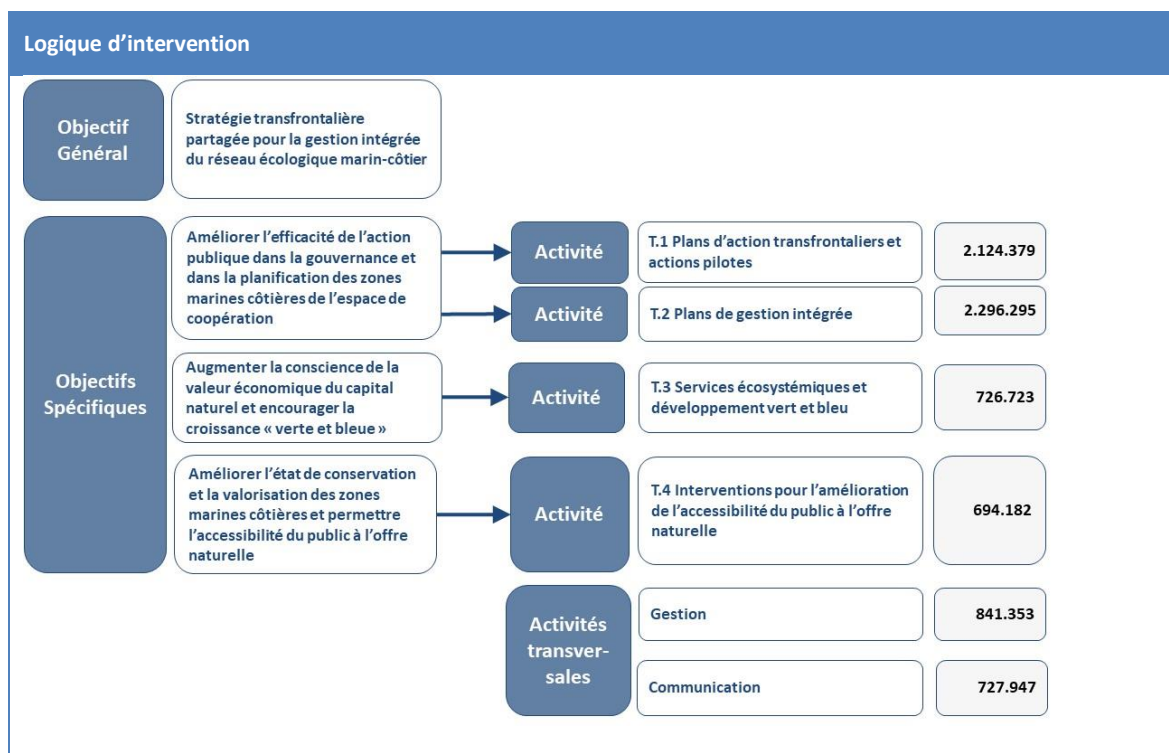 Logique d’intervention
Objectif
Général
Stratégie transfrontalière
partagée pour la gestion intégrée
du réseau écologique marin-côtier
Objectifs
Spécifiques
Améliorer l’efficacité de l’action
publique dans la gouvernance et
dans la planification des zones
marines côtières de l’espace de
coopération
Activité
T.1 Plans d’action transfrontaliers et
actions pilotes
2.124.379
Activité
T.2 Plans de gestion intégrée
2.296.295
Augmenter la conscience de la
valeur économique du capital
naturel et encourager la
croissance « verte et bleue »
Activité
T.3 Services écosystémiques et
développement vert et bleu
726.723
Améliorer l’état de conservation
et la valorisation des zones
marines côtières et permettre
l’accessibilité du public à l’offre
naturelle
Activité
T.4 Interventions pour l’amélioration
de l’accessibilité du public à l’offre
naturelle
694.182
Activités
transver-
sales
Gestion
841.353
Communication
727.947